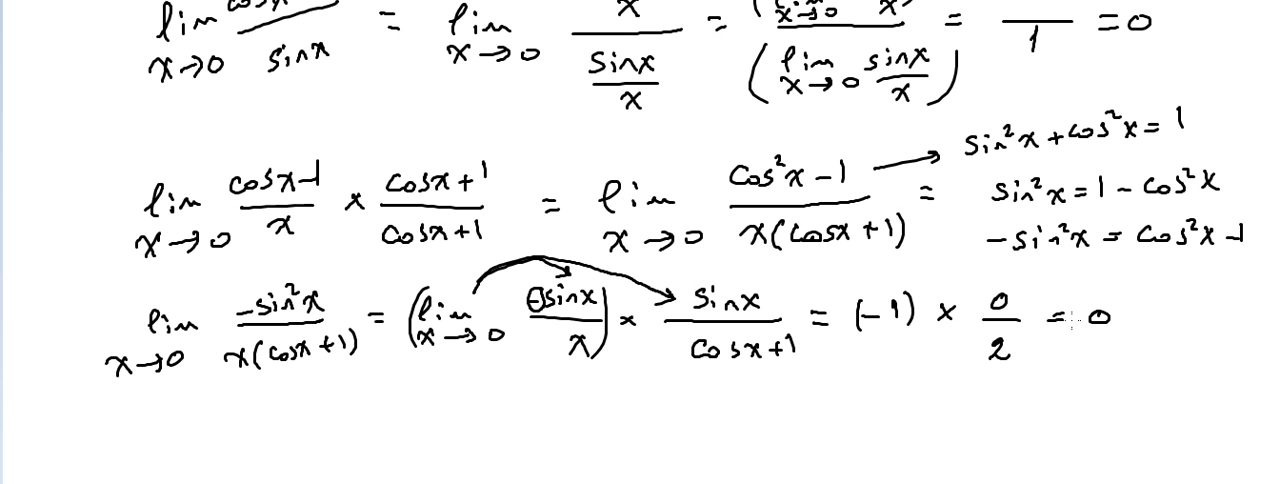 lim x→0 cosx-1 / sinx = lim x→0 x / (sinx / x) = (lim x→0 x) / (lim x→0 sinx / x) = / 1 = 0
sin²x + cos²x = 1
lim x→0 cosx-1 / x × cosx+1 / cosx+1 = lim x→0 cos²x-1 / x(cosx+1) =
sin²x = 1 - cos²x
-sin²x = cos²x-1
lim x→0 -sin²x / x(cosx+1) = (lim x→0 -sinx / x) × sinx / cosx+1 = (-1) × 0 / 2 = 0